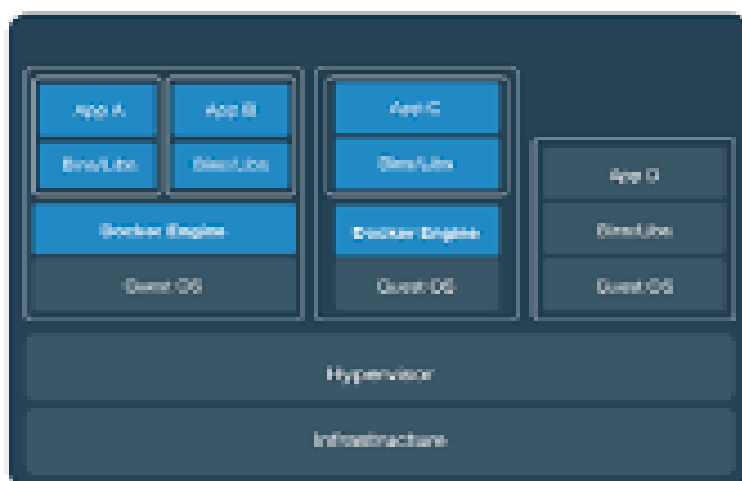 App A
App B
App C
Bins/Libs
Bins/Libs
Bins/Libs
App D
Docker Engine
Docker Engine
Bins/Libs
Guest OS
Guest OS
Guest OS
Hypervisor
Infrastructure